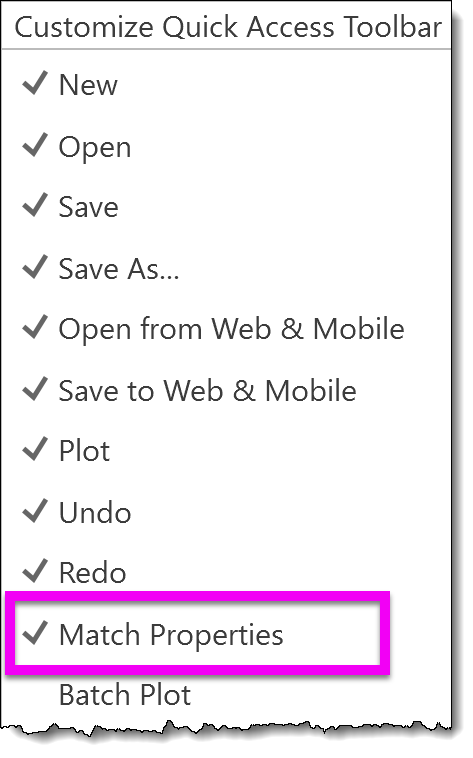 Customize Quick Access Toolbar
New
Open
Save
Save As...
Open from Web & Mobile
Save to Web & Mobile
Plot
Undo
Redo
Match Properties
Batch Plot